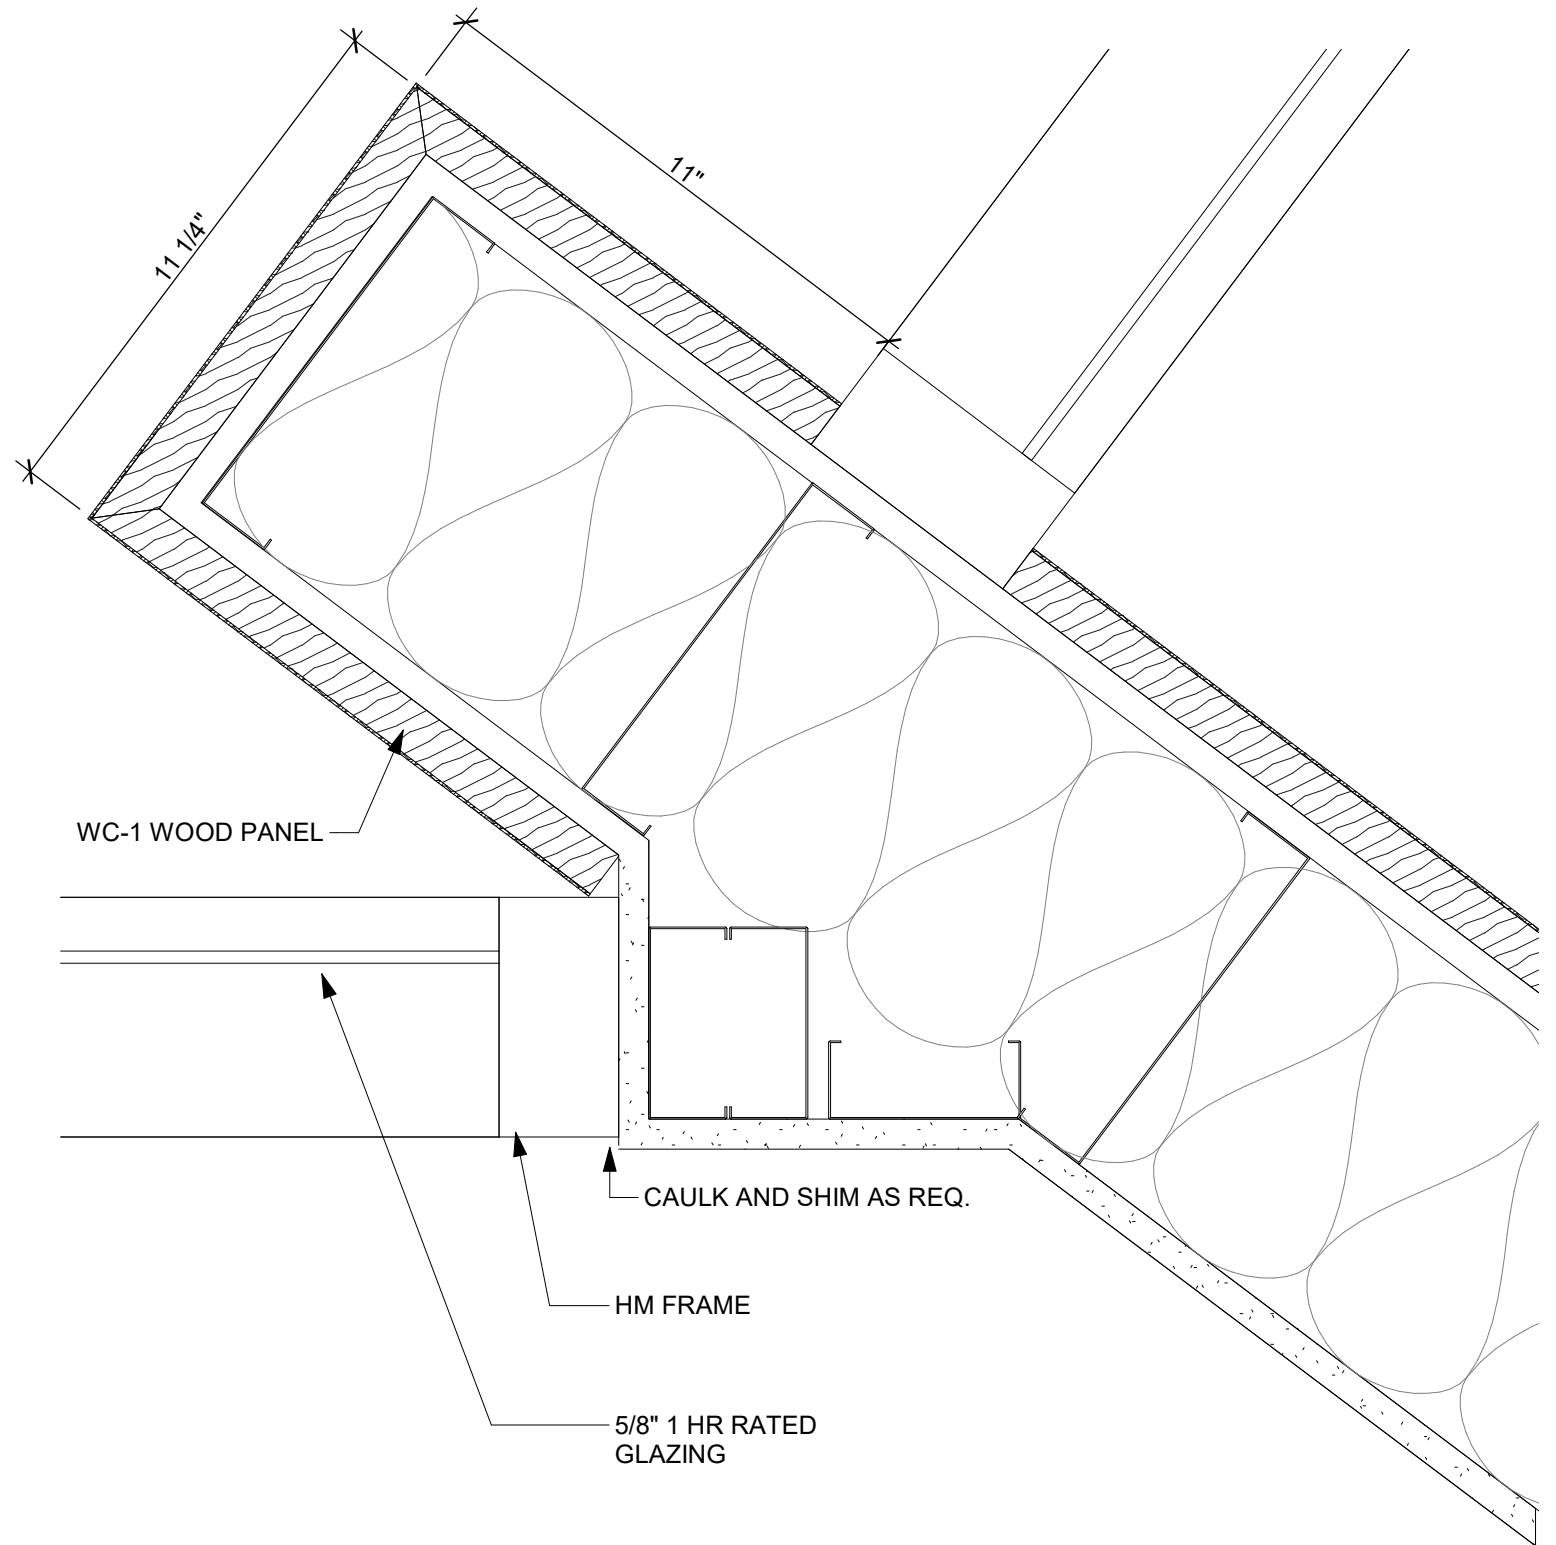 11"
11 1/4"
WC-1 WOOD PANEL
CAULK AND SHIM AS REQ.
HM FRAME
5/8" 1 HR RATED
GLAZING